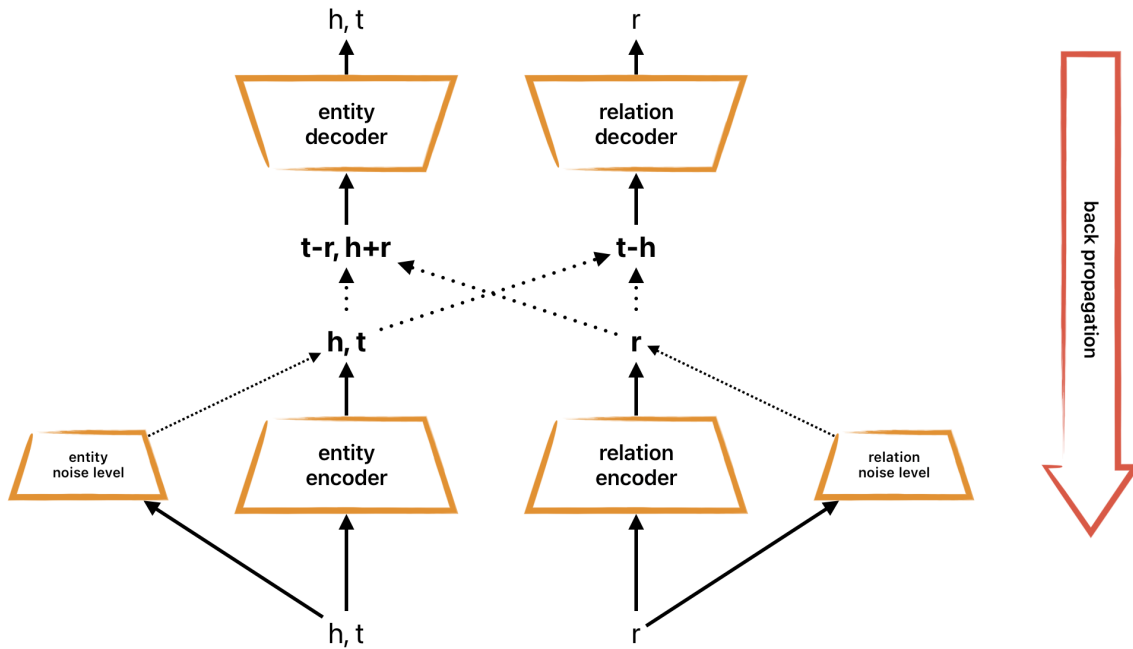 h, t
r
entity
decoder
relation
decoder
t-r, h+r
t-h
h, t
r
entity
noise level
entity
encoder
relation
encoder
relation
noise level
h, t
r
back propagation